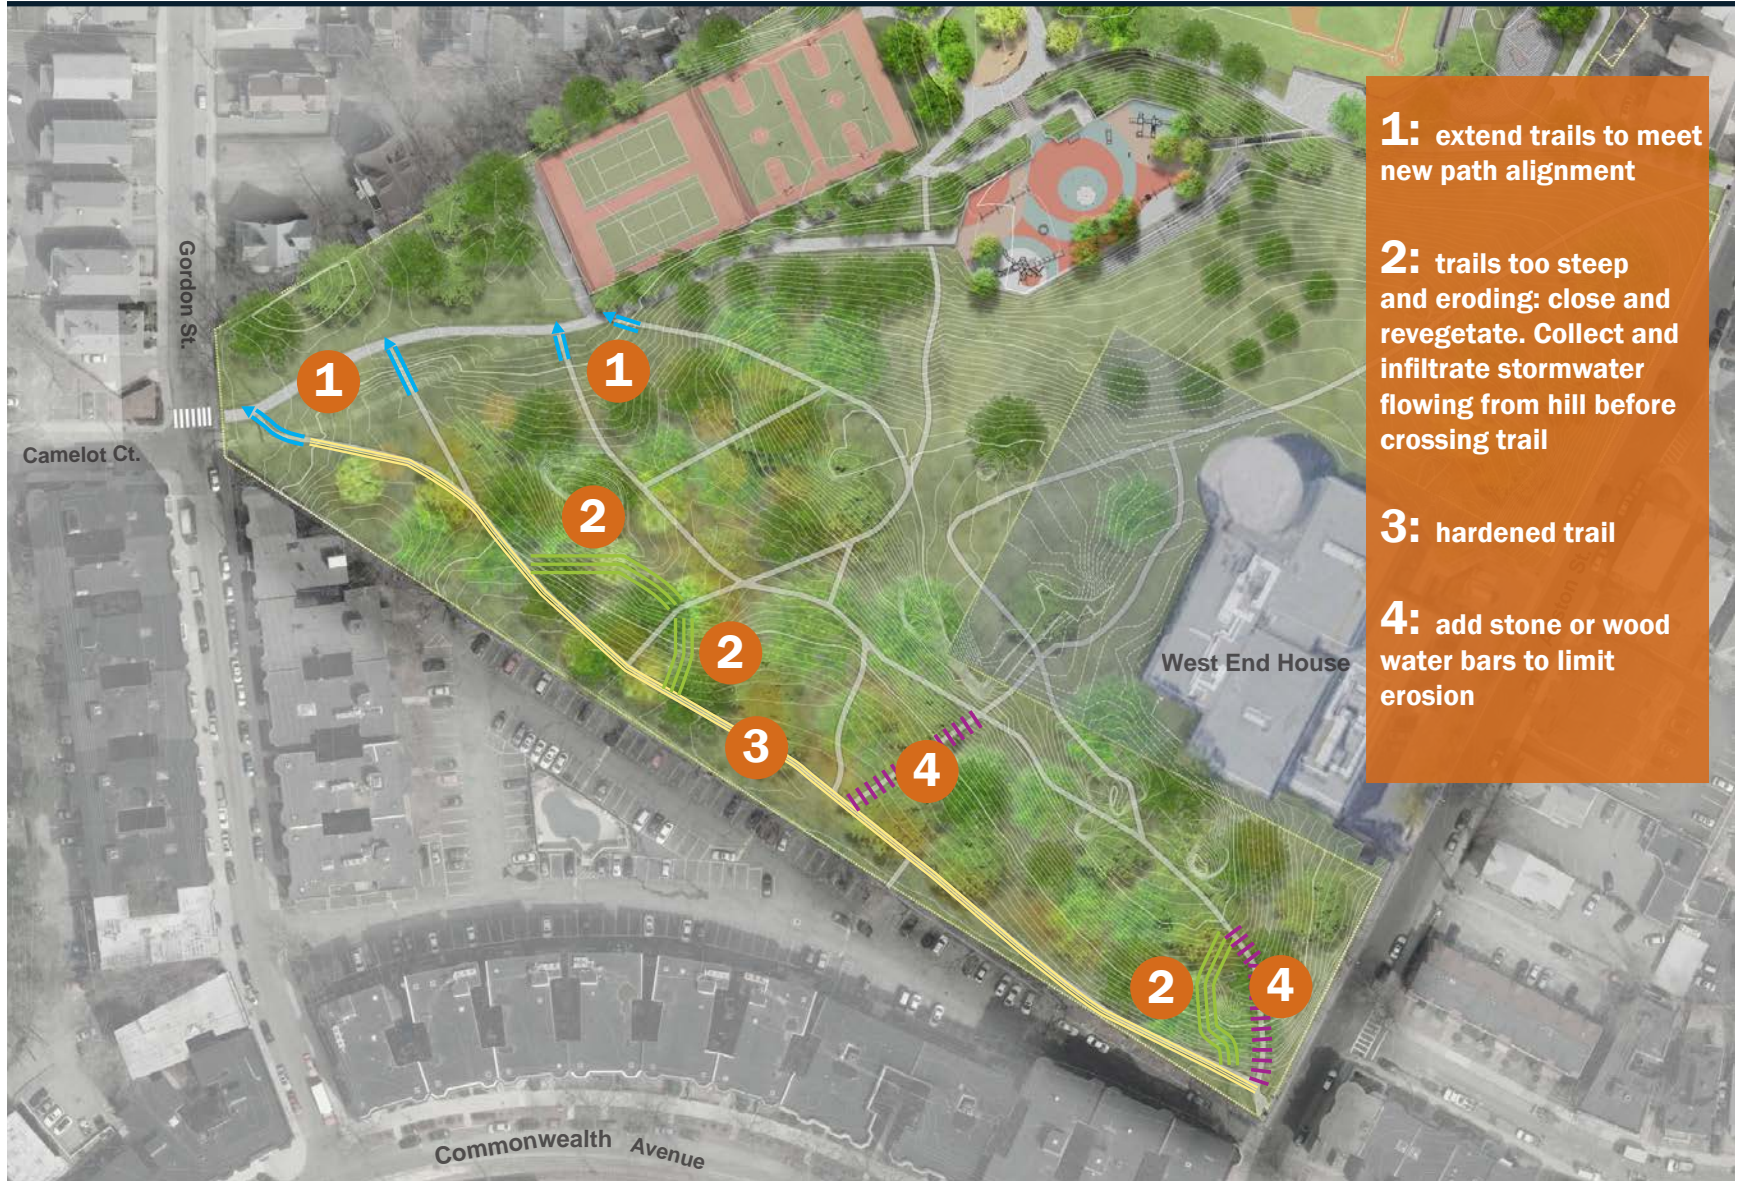 1: extend trails to meet
new path alignment
2: trails too steep
and eroding: close and
revegetate. Collect and
infiltrate stormwater
flowing from hill before
crossing trail
3: hardened trail
4: add stone or wood
water bars to limit
erosion
Gordon St.
Camelot Ct.
1
1
2
2
3
4
2
4
West End House
Commonwealth Avenue